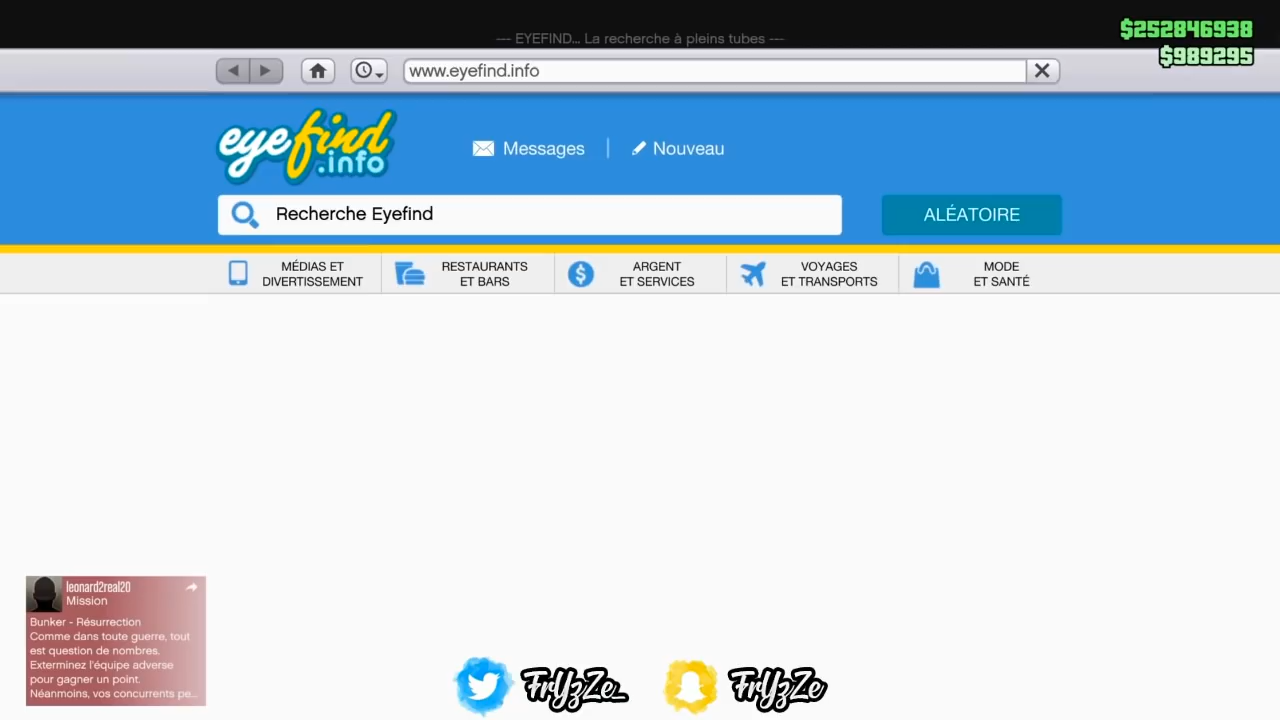 --- EYEFIND... La recherche à pleins tubes ---
$252846938
$989295
www.eyefind.info
eyefind
.info
Messages
Nouveau
Recherche Eyefind
ALÉATOIRE
MÉDIAS ET
DIVERTISSEMENT
RESTAURANTS
ET BARS
ARGENT
ET SERVICES
VOYAGES
ET TRANSPORTS
MODE
ET SANTÉ
leonard2real20
Mission
Bunker - Résurrection
Comme dans toute guerre, tout
est question de nombres.
Exterminez l'équipe adverse
pour gagner un point.
Néanmoins, vos concurrents pe...
FrYzZe_
FrYzZe